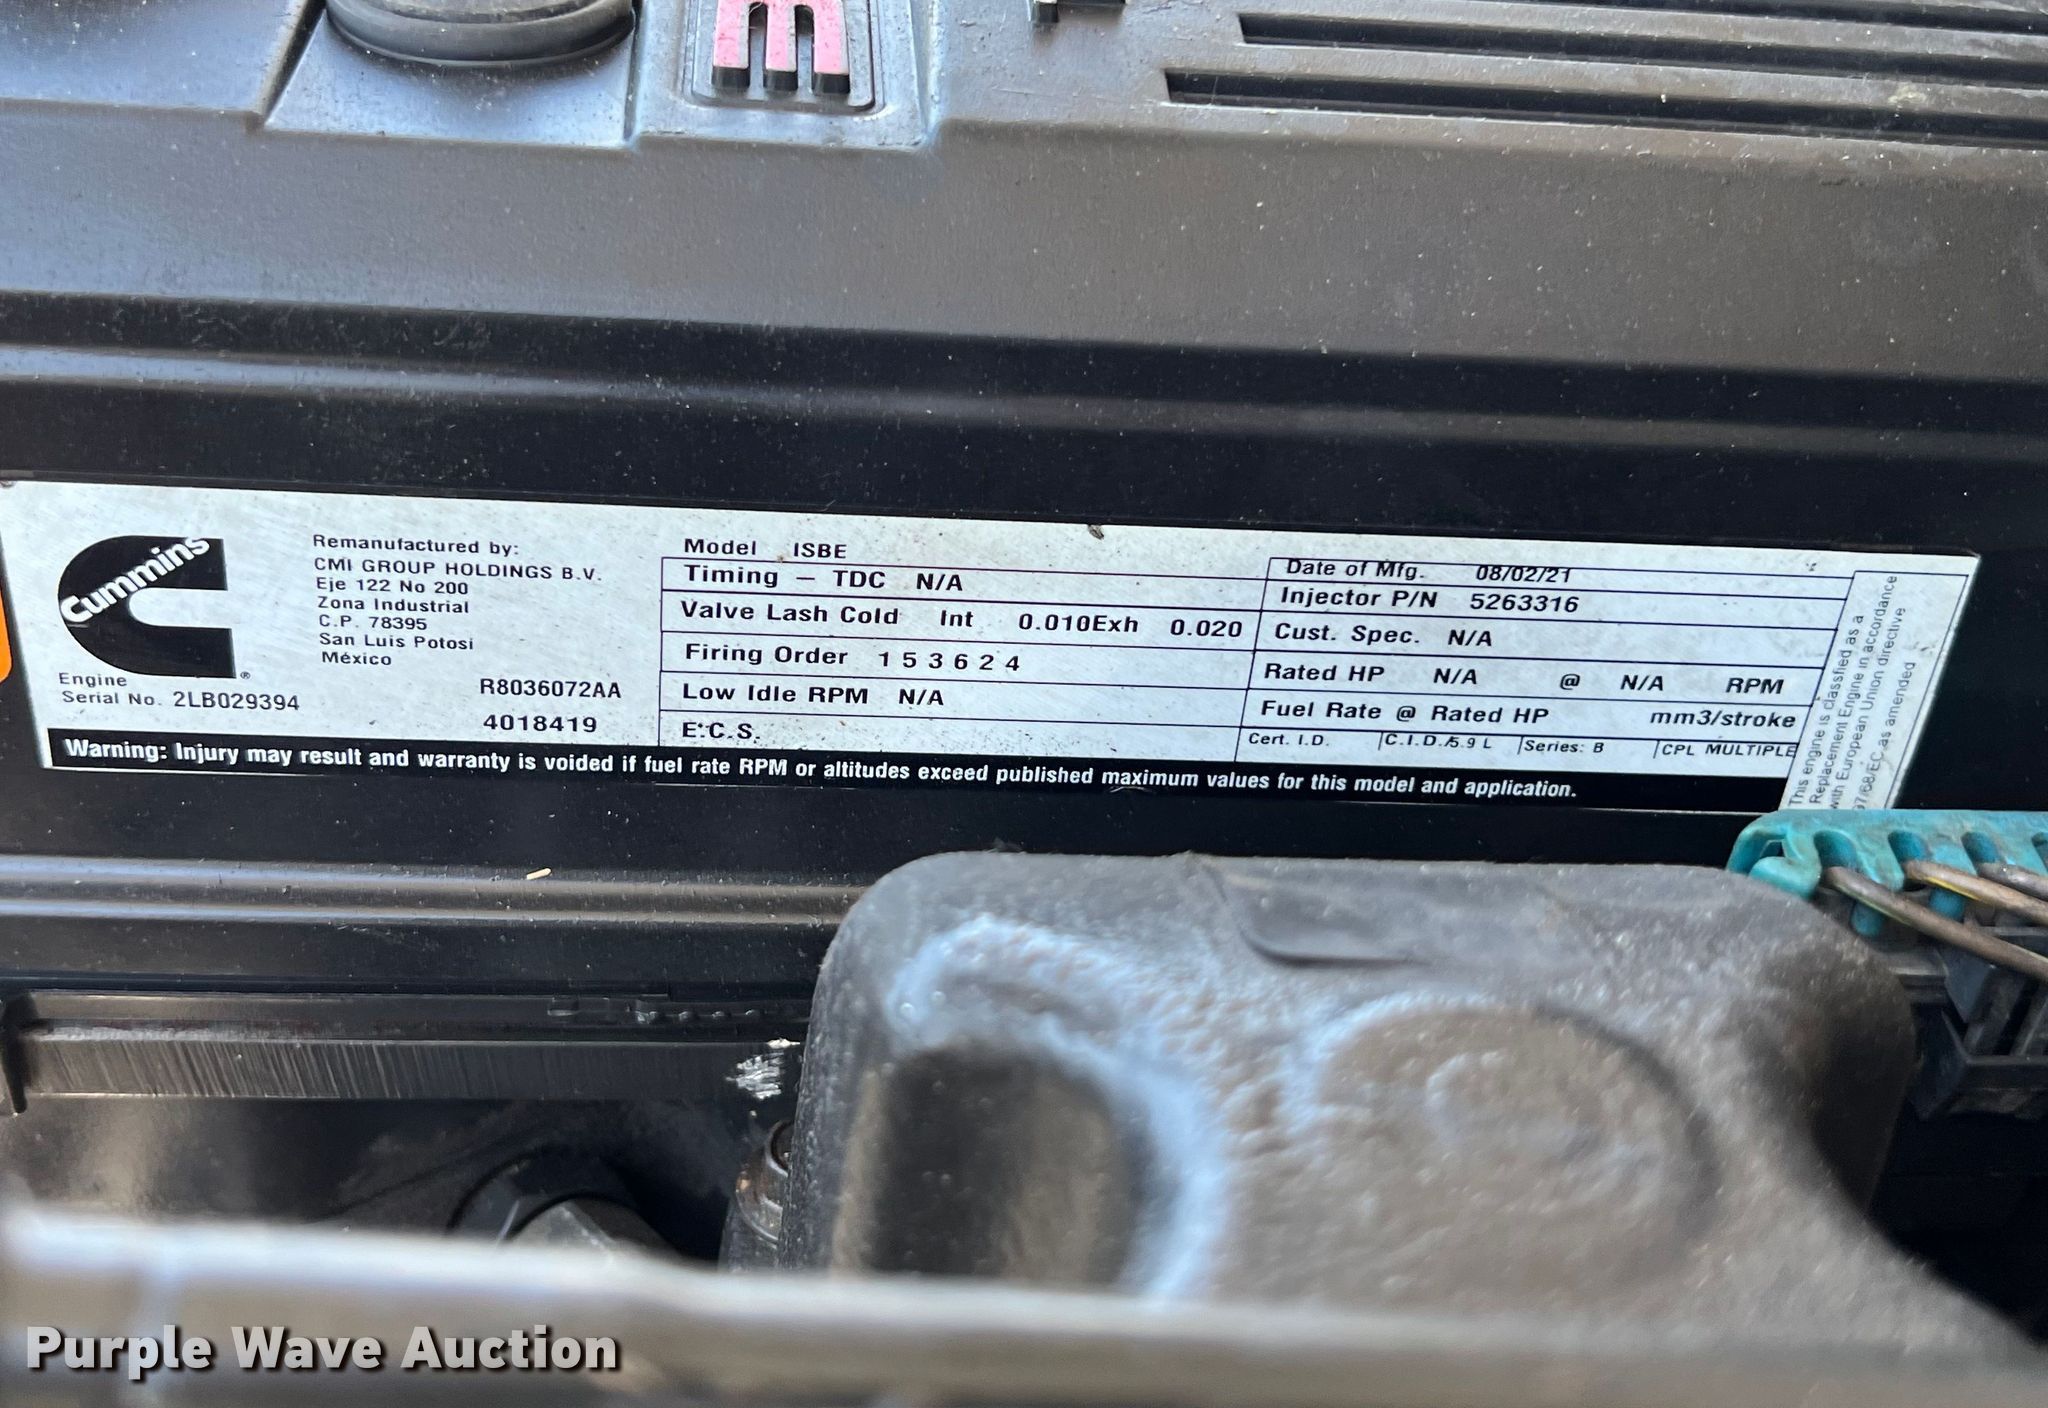 Cummins
®
Engine
Serial No. 2LB029394
Remanufactured by:
CMI GROUP HOLDINGS B.V.
Eje 122 No 200
Zona Industrial
C.P. 78395
San Luis Potosi
México
R8036072AA
4018419
Model ISBE
Timing – TDC N/A
Valve Lash Cold Int 0.010Exh 0.020
Firing Order 1 5 3 6 2 4
Low Idle RPM N/A
E.C.S.
Date of Mfg. 08/02/21
Injector P/N 5263316
Cust. Spec. N/A
Rated HP N/A @ N/A RPM
Fuel Rate @ Rated HP mm3/stroke
Cert. I.D. C.I.D./5.9 L Series: B CPL MULTIPLE
This engine is classfied as a
Replacement Engine in accordance
with European Union directive
97/68/EC as amended
Warning: Injury may result and warranty is voided if fuel rate RPM or altitudes exceed published maximum values for this model and application.
Purple Wave Auction